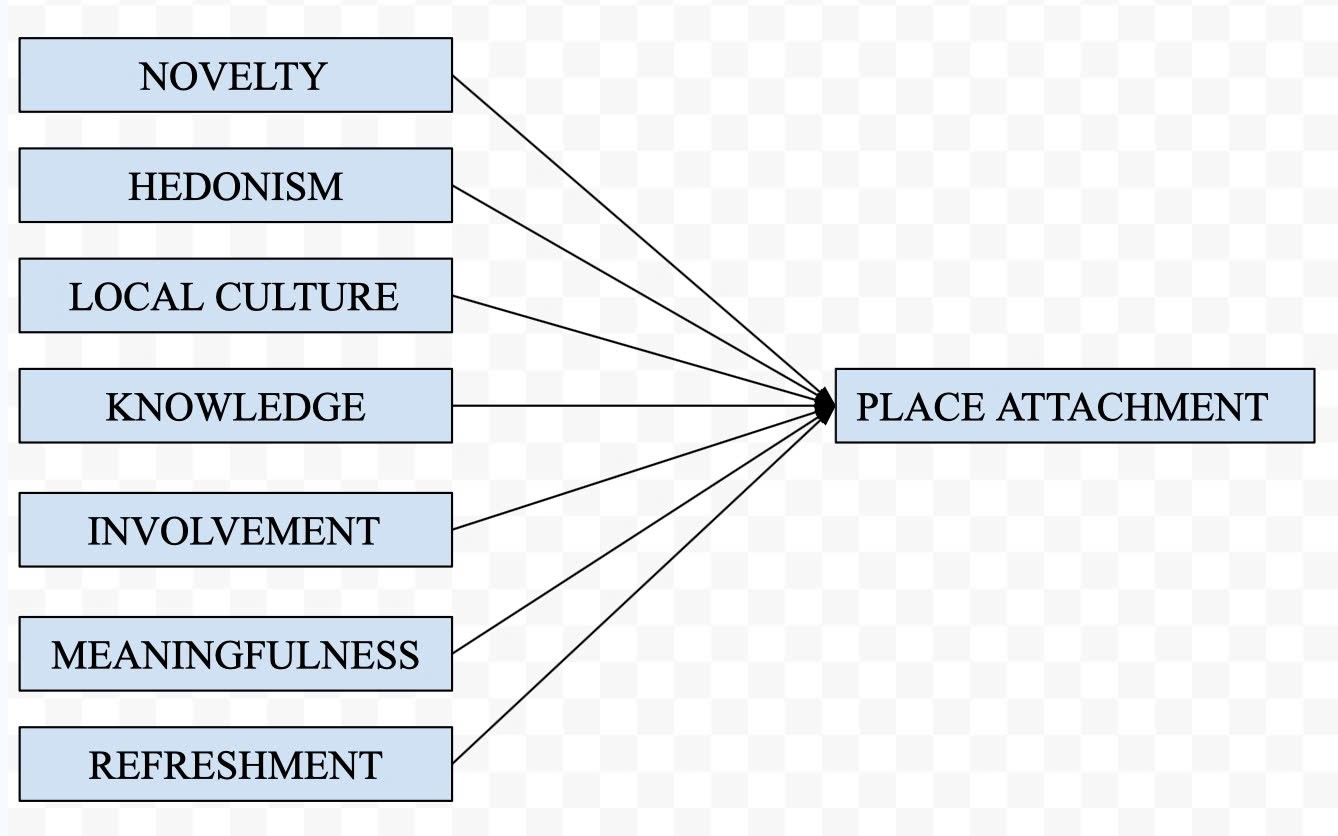 NOVELTY
HEDONISM
LOCAL CULTURE
KNOWLEDGE
INVOLVEMENT
MEANINGFULNESS
REFRESHMENT
PLACE ATTACHMENT